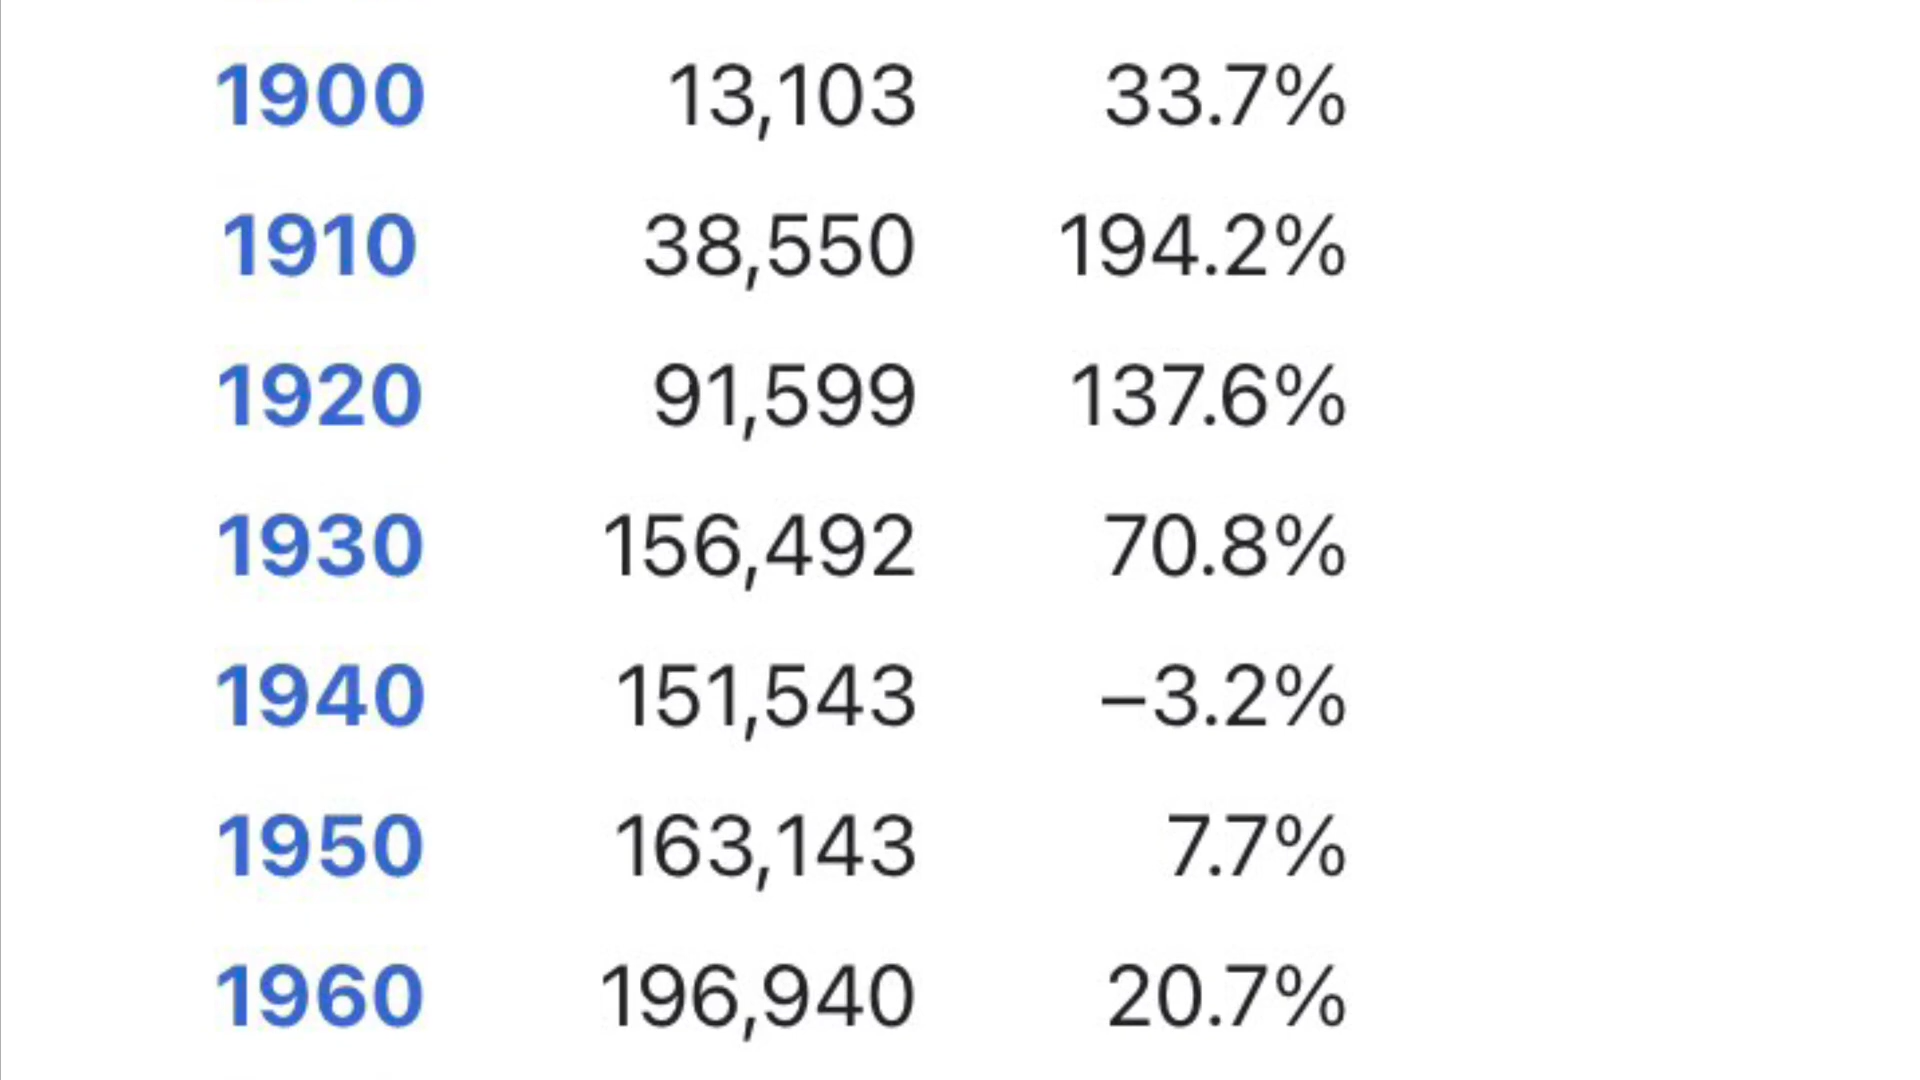 1900 13,103 33.7%
1910 38,550 194.2%
1920 91,599 137.6%
1930 156,492 70.8%
1940 151,543 −3.2%
1950 163,143 7.7%
1960 196,940 20.7%